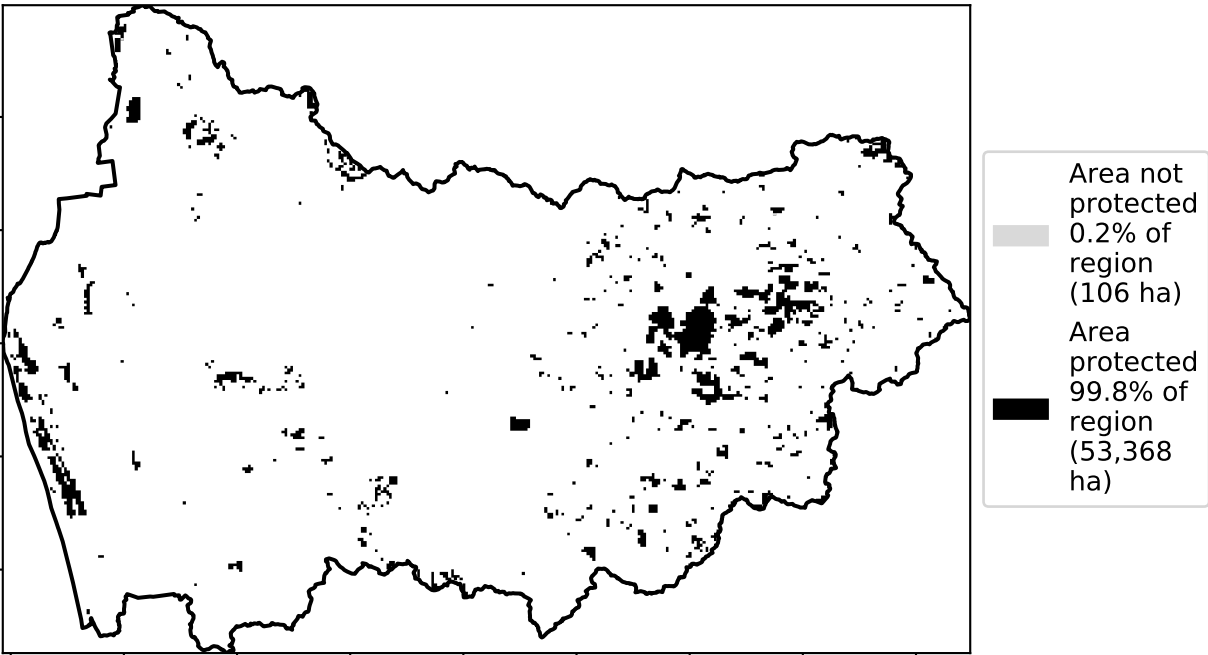 Area not
protected
0.2% of
region
(106 ha)
Area
protected
99.8% of
region
(53,368
ha)